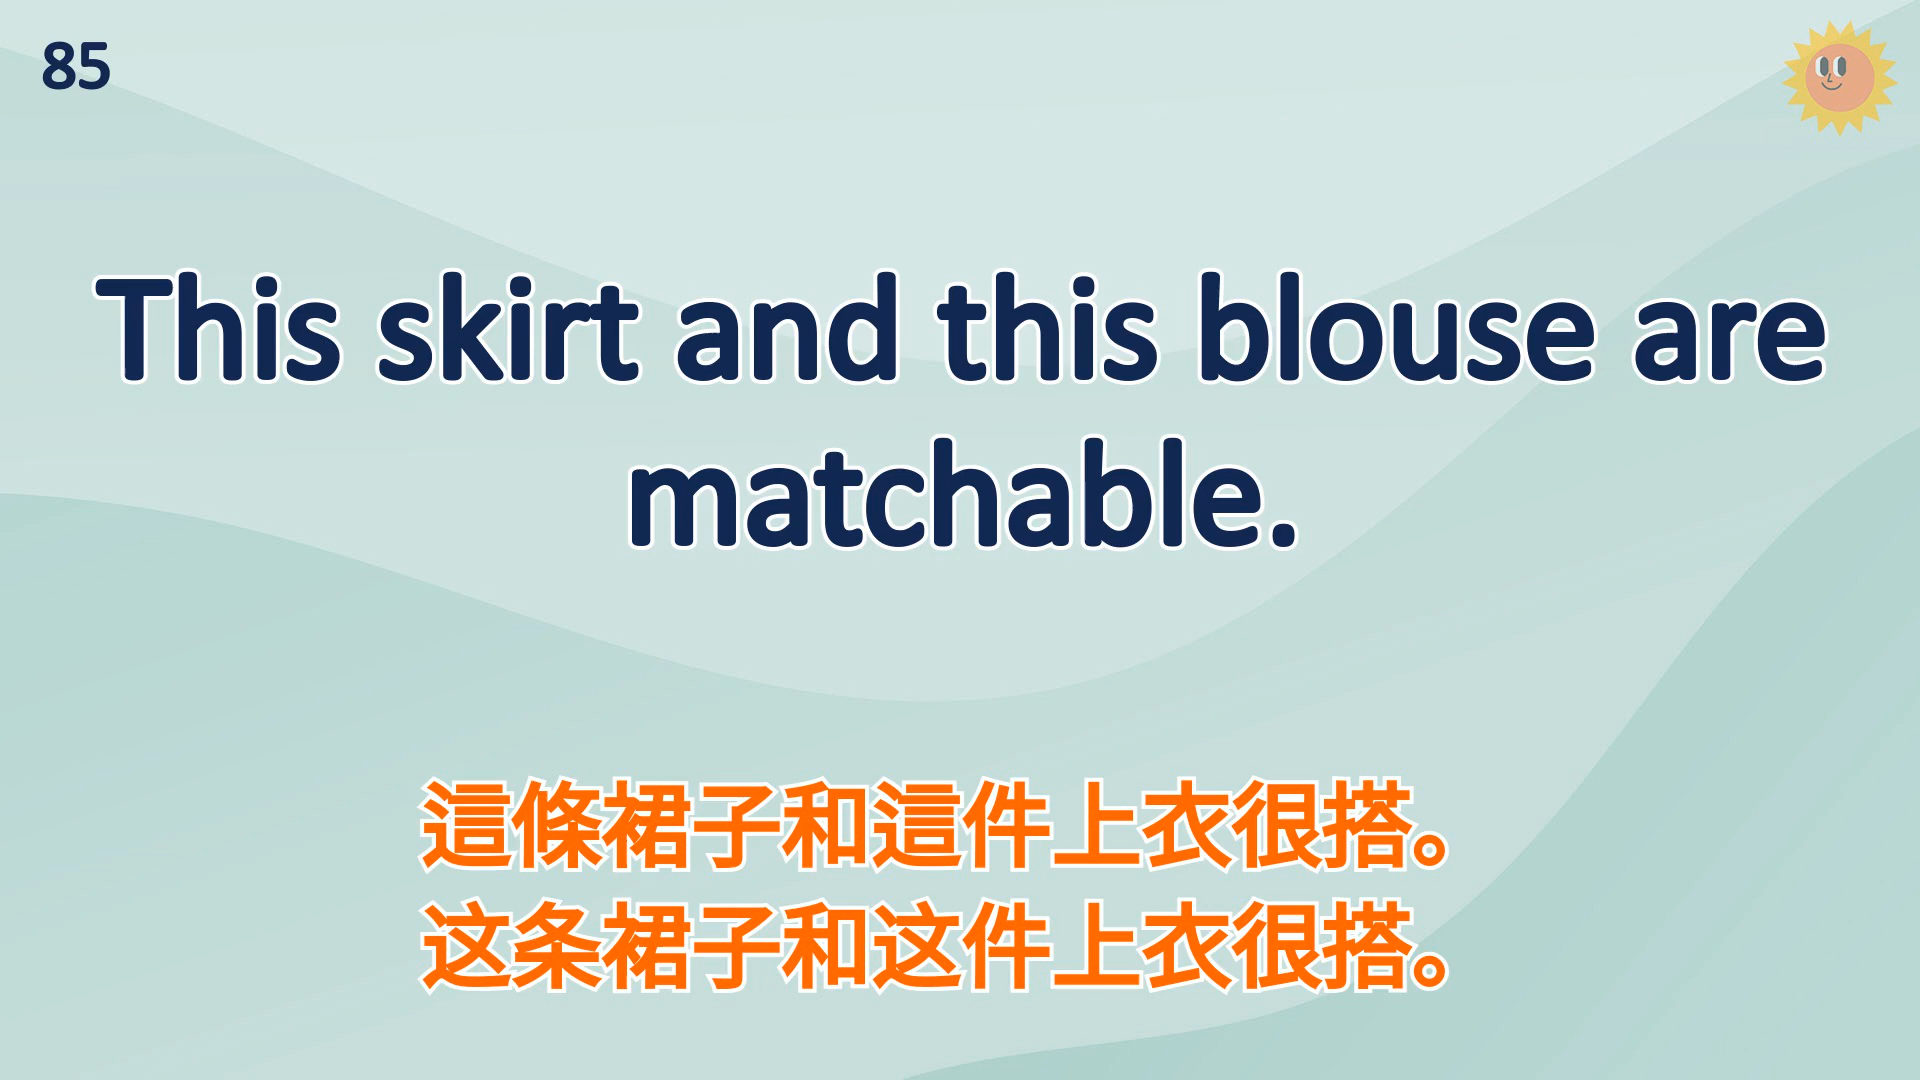 85
This skirt and this blouse are
matchable.
這條裙子和這件上衣很搭。
这条裙子和这件上衣很搭。